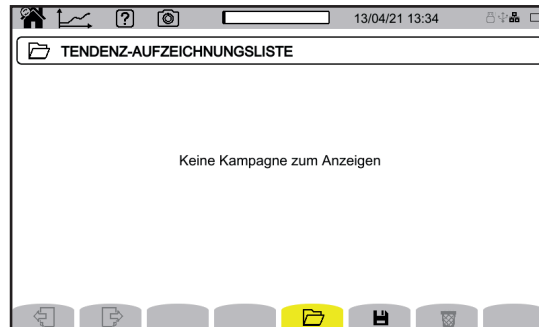 ?
13/04/21 13:34
TENDENZ-AUFZEICHNUNGSLISTE
Keine Kampagne zum Anzeigen